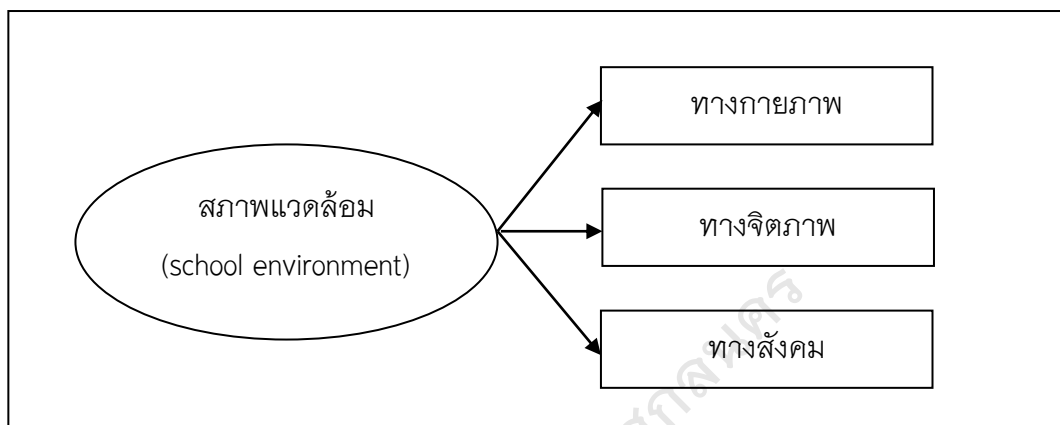 ทางกายภาพ
สภาพแวดล้อม
(school environment)
ทางจิตภาพ
ทางสังคม